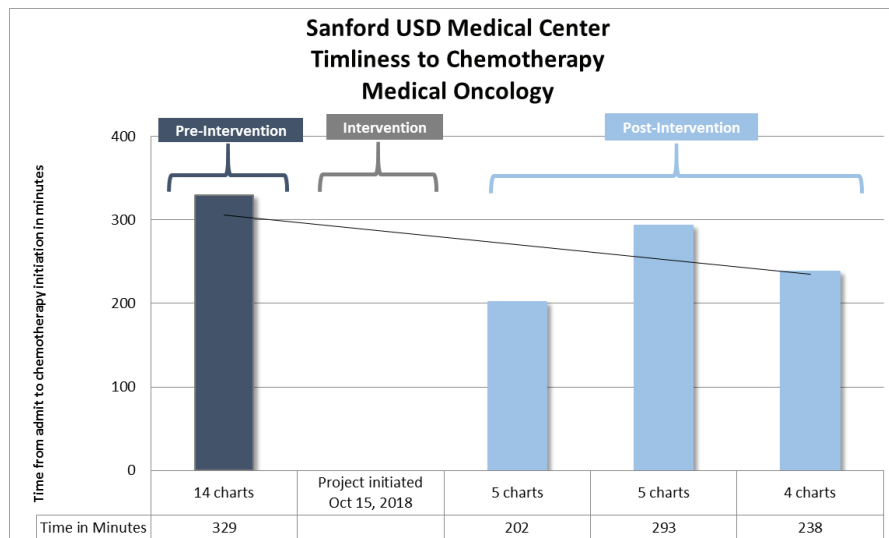 Sanford USD Medical Center
Timliness to Chemotherapy
Medical Oncology
Time from admit to chemotherapy initiation in minutes
Pre-Intervention
Intervention
Post-Intervention
400
300
200
100
0
14 charts
Project initiated
Oct 15, 2018
5 charts
5 charts
4 charts
Time in Minutes 329 202 293 238